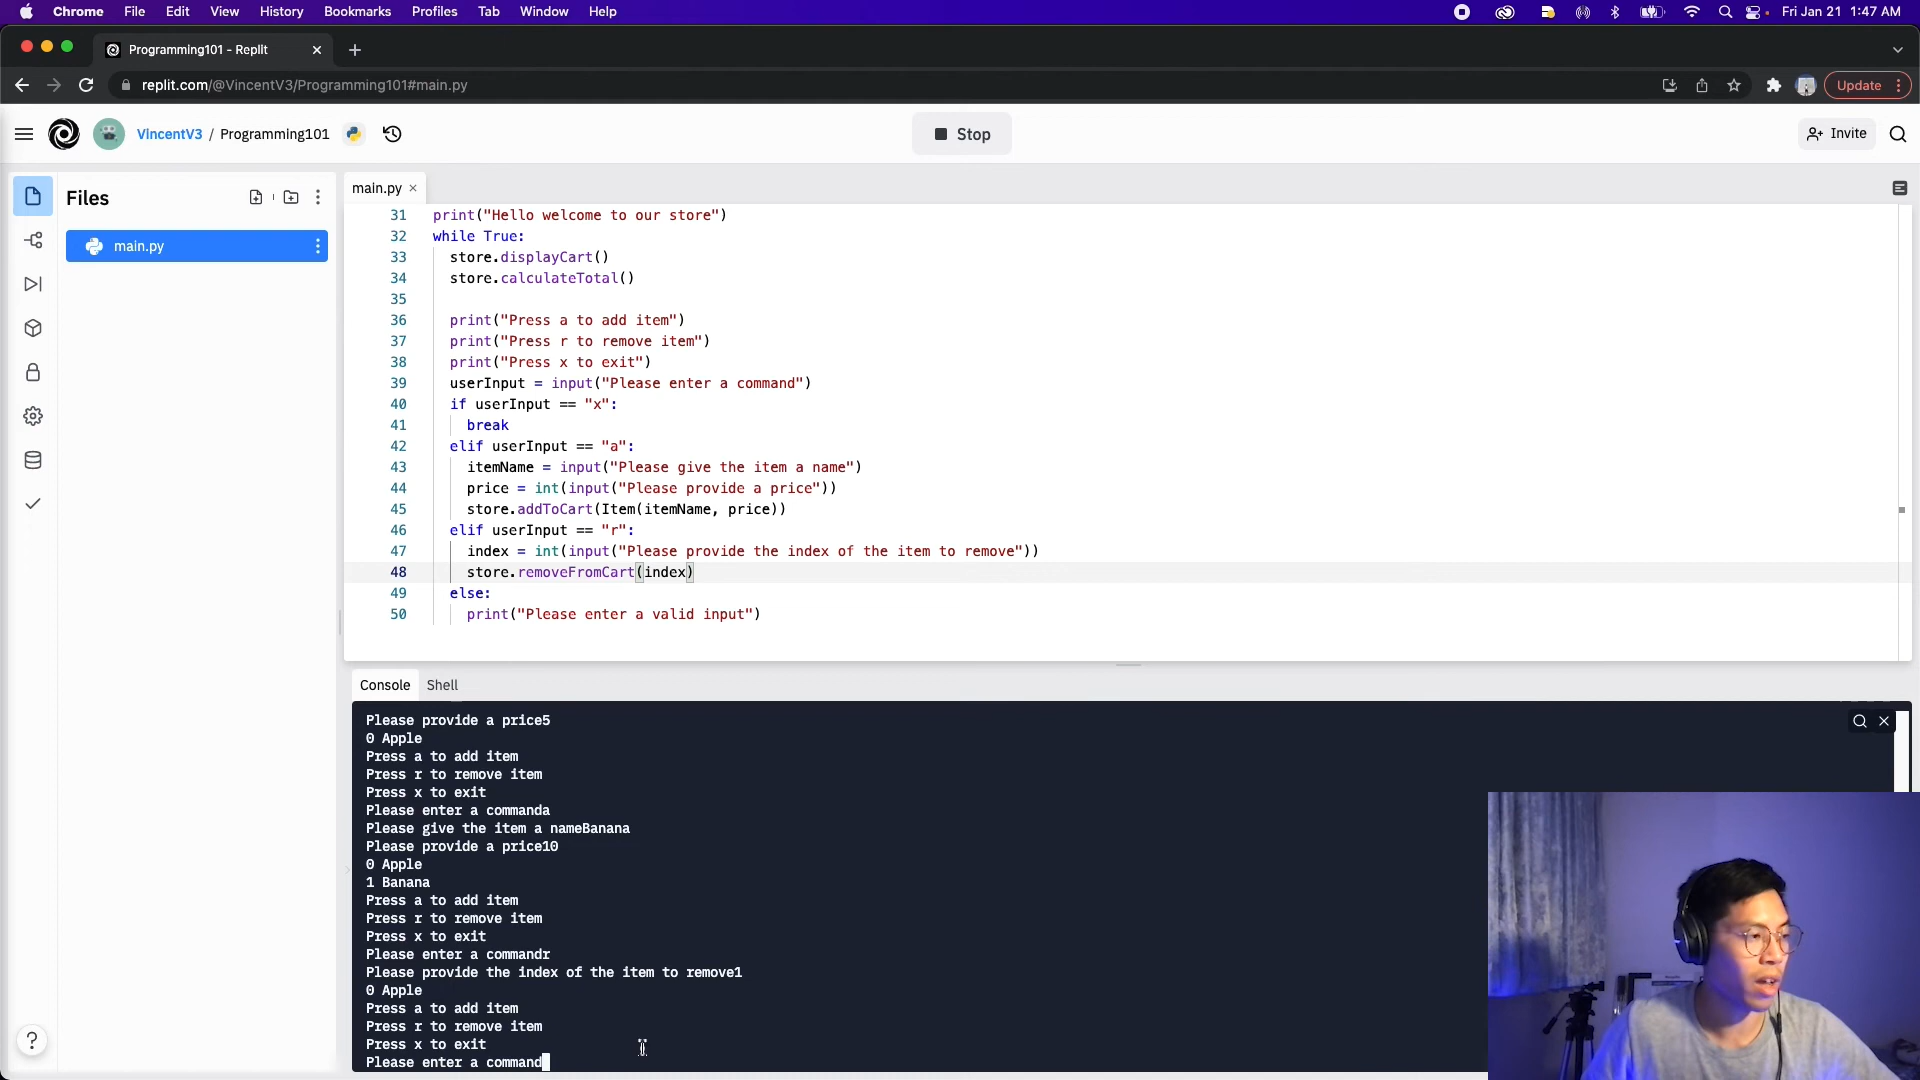 Chrome File Edit View History Bookmarks Profiles Tab Window Help Fri Jan 21 1:47 AM
Programming101 - Replit
replit.com/@VincentV3/Programming101#main.py Update
VincentV3 / Programming101 Stop Invite
Files
main.py
main.py
31 print("Hello welcome to our store")
32 while True:
33 store.displayCart()
34 store.calculateTotal()
35
36 print("Press a to add item")
37 print("Press r to remove item")
38 print("Press x to exit")
39 userInput = input("Please enter a command")
40 if userInput == "x":
41 break
42 elif userInput == "a":
43 itemName = input("Please give the item a name")
44 price = int(input("Please provide a price"))
45 store.addToCart(Item(itemName, price))
46 elif userInput == "r":
47 index = int(input("Please provide the index of the item to remove"))
48 store.removeFromCart(index)
49 else:
50 print("Please enter a valid input")
Console Shell
Please provide a price5
0 Apple
Press a to add item
Press r to remove item
Press x to exit
Please enter a commanda
Please give the item a nameBanana
Please provide a price10
0 Apple
1 Banana
Press a to add item
Press r to remove item
Press x to exit
Please enter a commandr
Please provide the index of the item to remove1
0 Apple
Press a to add item
Press r to remove item
Press x to exit
Please enter a command
?